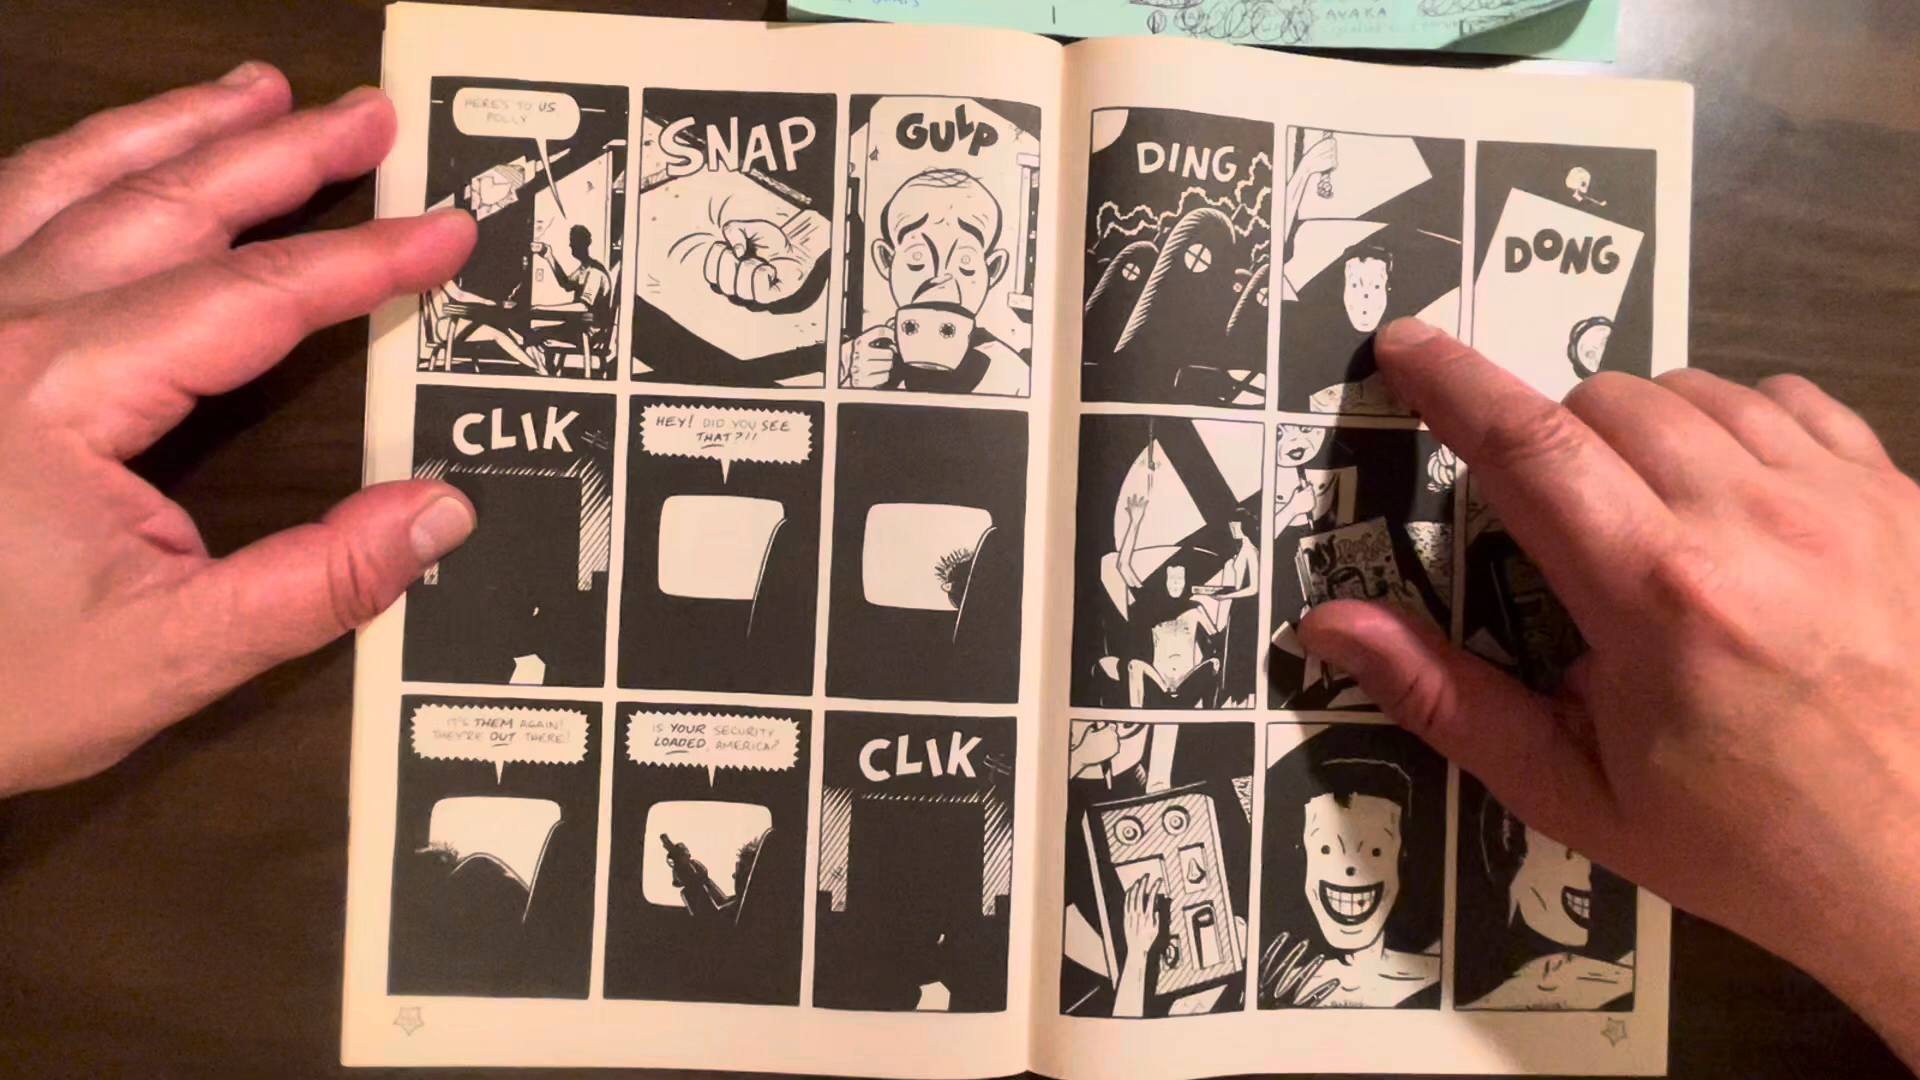 AYAKA
HERE'S TO US,
POLLY
SNAP
GULP
CLIK
HEY! DID YOU SEE
THAT?!!
IT'S THEM AGAIN!
THEY'RE OUT THERE!
IS YOUR SECURITY
LOADED, AMERICA?
CLIK
DING
DONG